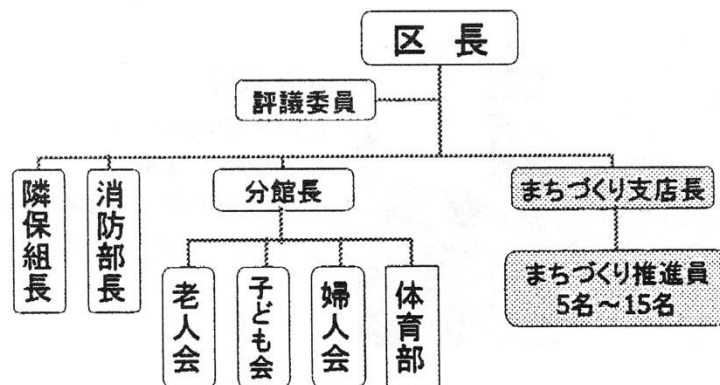 区 長
評議委員
隣保組長
消防部長
分館長
まちづくり支店長
老人会
子ども会
婦人会
体育部
まちづくり推進員
5名～15名